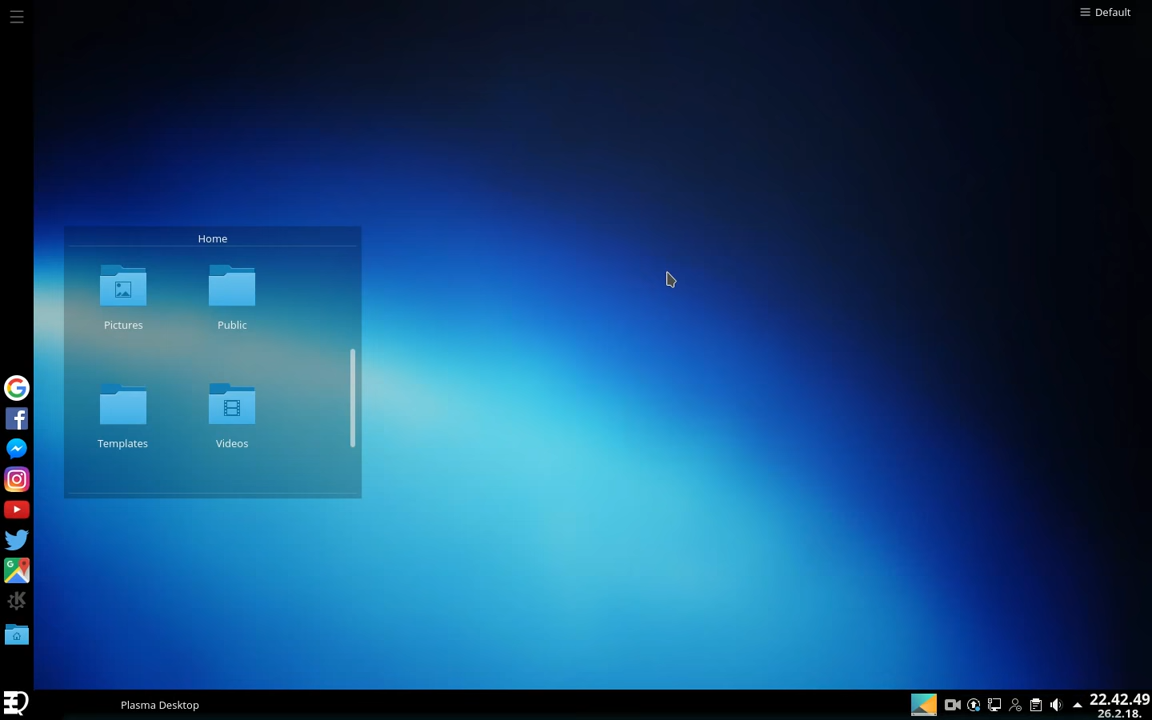 Default
Home
Pictures
Public
Templates
Videos
Plasma Desktop
22.42.49
26.2.18.